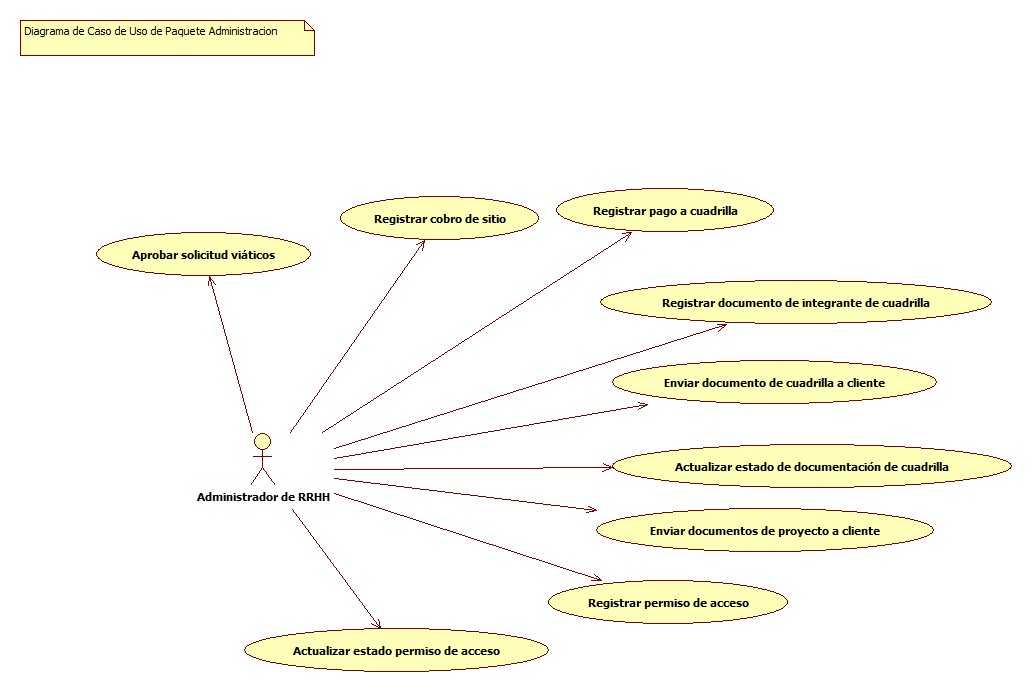 Diagrama de Caso de Uso de Paquete Administracion
Registrar pago a cuadrilla
Registrar cobro de sitio
Aprobar solicitud viáticos
Registrar documento de integrante de cuadrilla
Enviar documento de cuadrilla a cliente
Actualizar estado de documentación de cuadrilla
Administrador de RRHH
Enviar documentos de proyecto a cliente
Registrar permiso de acceso
Actualizar estado permiso de acceso